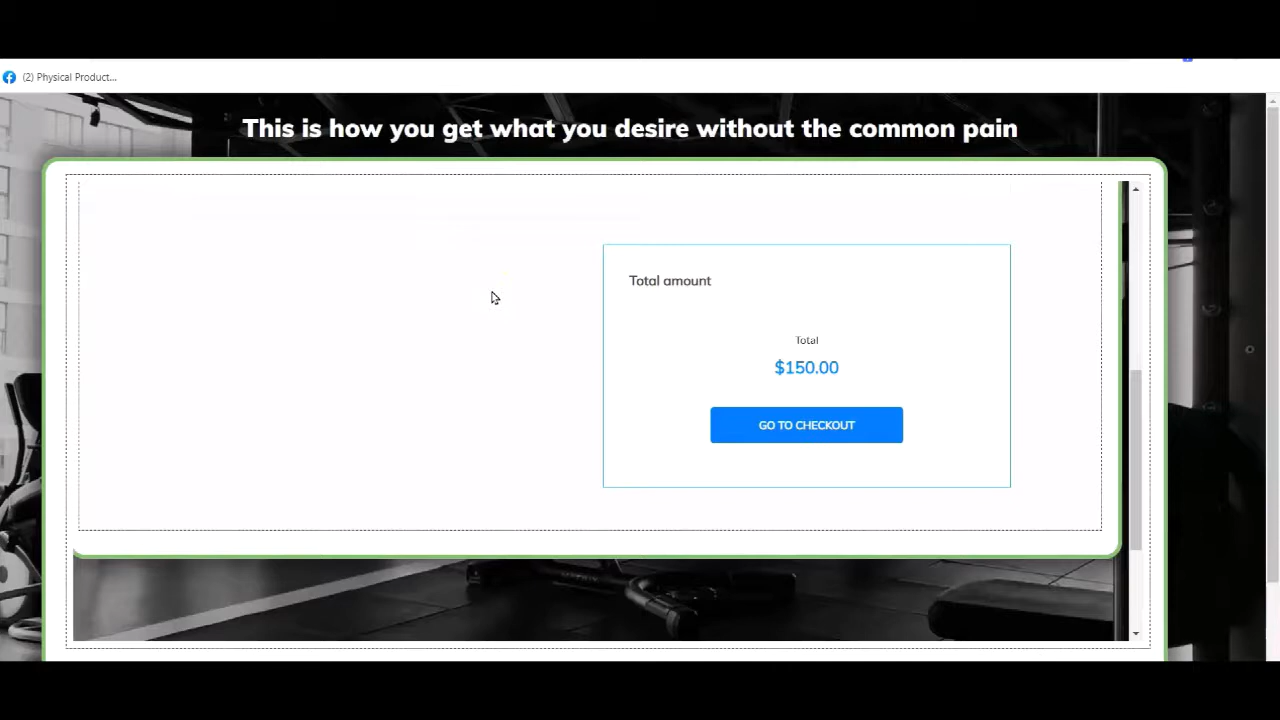 (2) Physical Product...
This is how you get what you desire without the common pain
Total amount
Total
$150.00
GO TO CHECKOUT